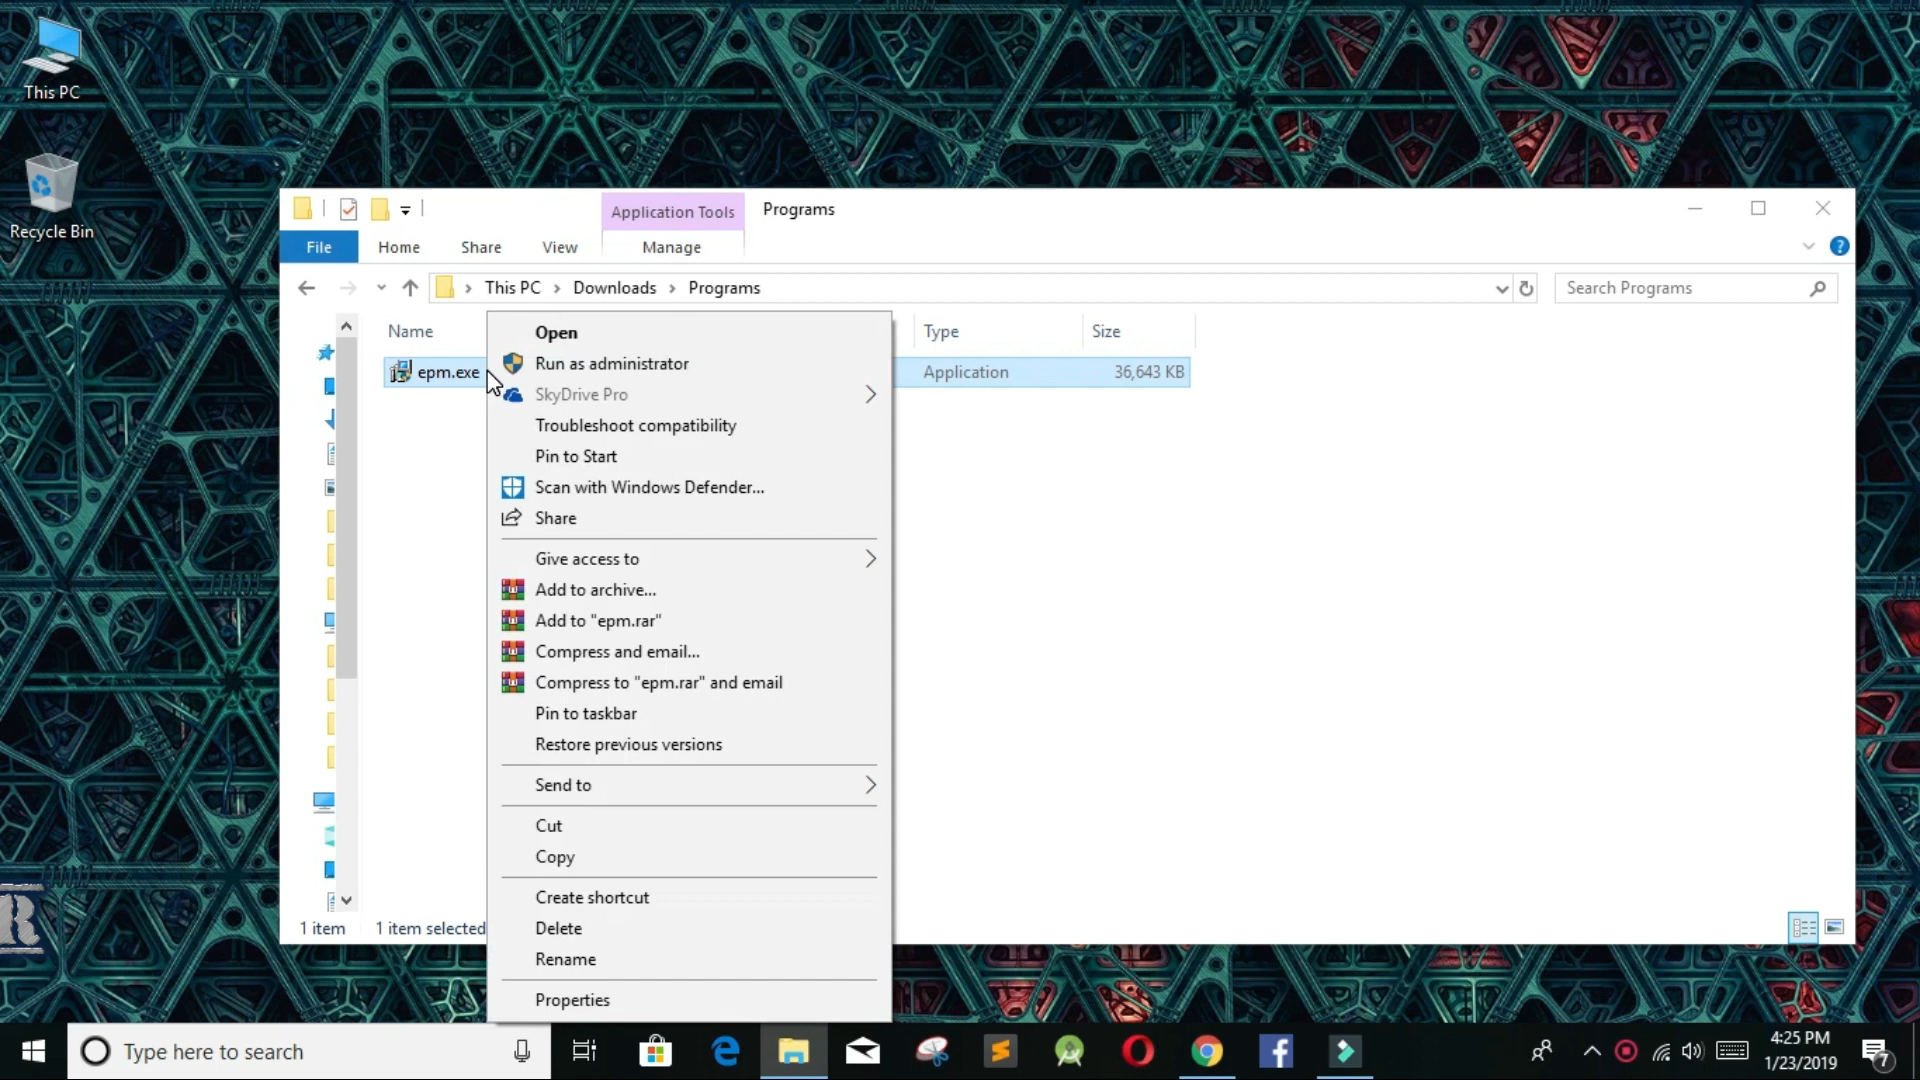 This PC
Recycle Bin
Application Tools
Programs
File
Home
Share
View
Manage
This PC
Downloads
Programs
Search Programs
Name
Type
Size
epm.exe
Application
36,643 KB
Open
Run as administrator
SkyDrive Pro
Troubleshoot compatibility
Pin to Start
Scan with Windows Defender...
Share
Give access to
Add to archive...
Add to "epm.rar"
Compress and email...
Compress to "epm.rar" and email
Pin to taskbar
Restore previous versions
Send to
Cut
Copy
Create shortcut
Delete
Rename
Properties
1 item
1 item selected
R
Type here to search
4:25 PM
1/23/2019
7